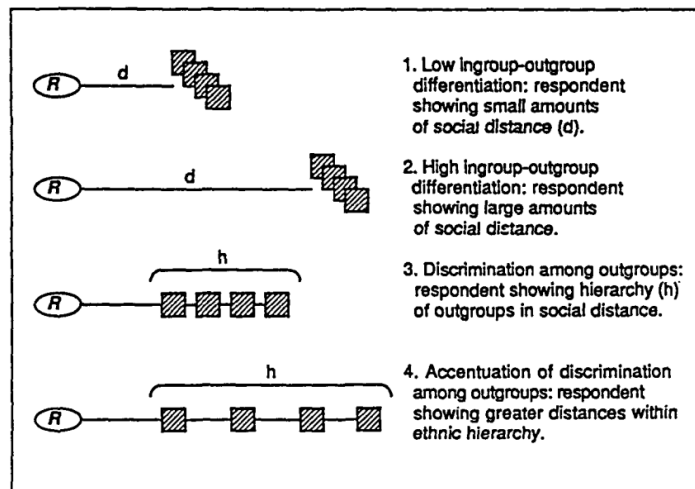 R
d
1. Low ingroup-outgroup
differentiation: respondent
showing small amounts
of social distance (d).
R
d
2. High ingroup-outgroup
differentiation: respondent
showing large amounts
of social distance.
R
h
3. Discrimination among outgroups:
respondent showing hierarchy (h)
of outgroups in social distance.
R
h
4. Accentuation of discrimination
among outgroups: respondent
showing greater distances within
ethnic hierarchy.